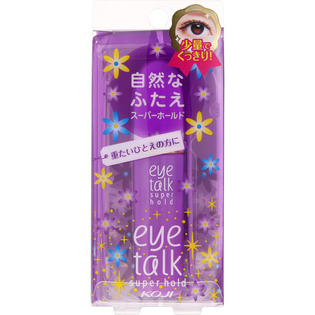 少量で
くっきり!
自然な
ふたえ
スーパーホールド
重たいひとえの方に
eye
talk
super
hold
eye
talk
super hold
KOJI